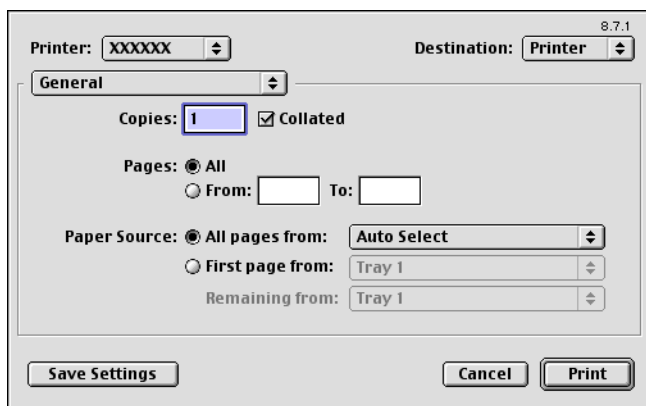 8.7.1
Printer: XXXXXX Destination: Printer
General
Copies: 1 Collated
Pages: All
From: To:
Paper Source: All pages from: Auto Select
First page from: Tray 1
Remaining from: Tray 1
Save Settings Cancel Print